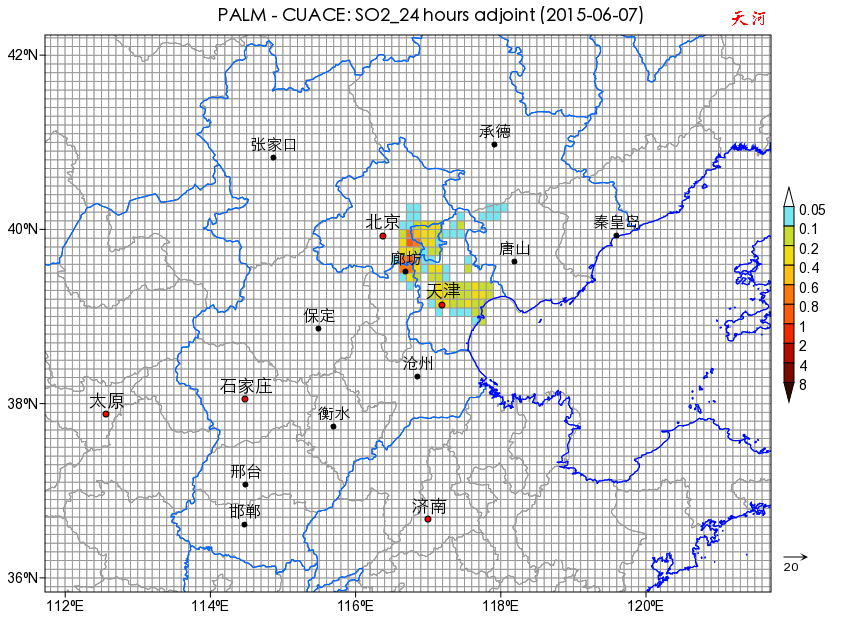 PALM - CUACE: SO2_24 hours adjoint (2015-06-07)
天河
42°N
承德
张家口
0.05
北京
秦皇岛
40°N
0.1
唐山
0.2
廊坊
0.4
天津
0.6
保定
0.8
1
2
沧州
4
石家庄
8
太原
38°N
衡水
邢台
济南
邯郸
20
36°N
112°E
114°E
116°E
118°E
120°E